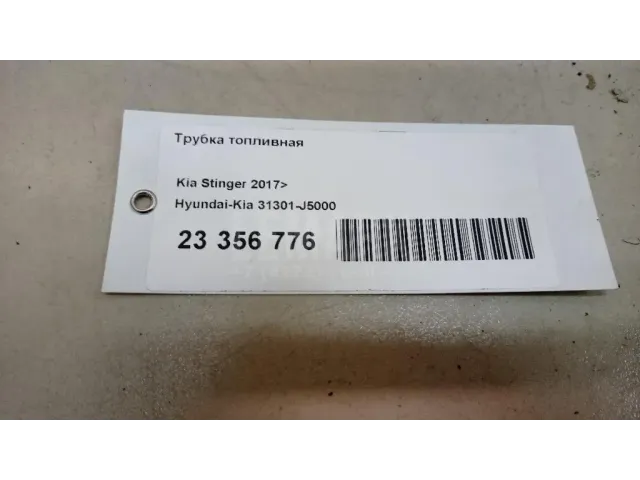 Трубка топливная
Kia Stinger 2017>
Hyundai-Kia 31301-J5000
23 356 776